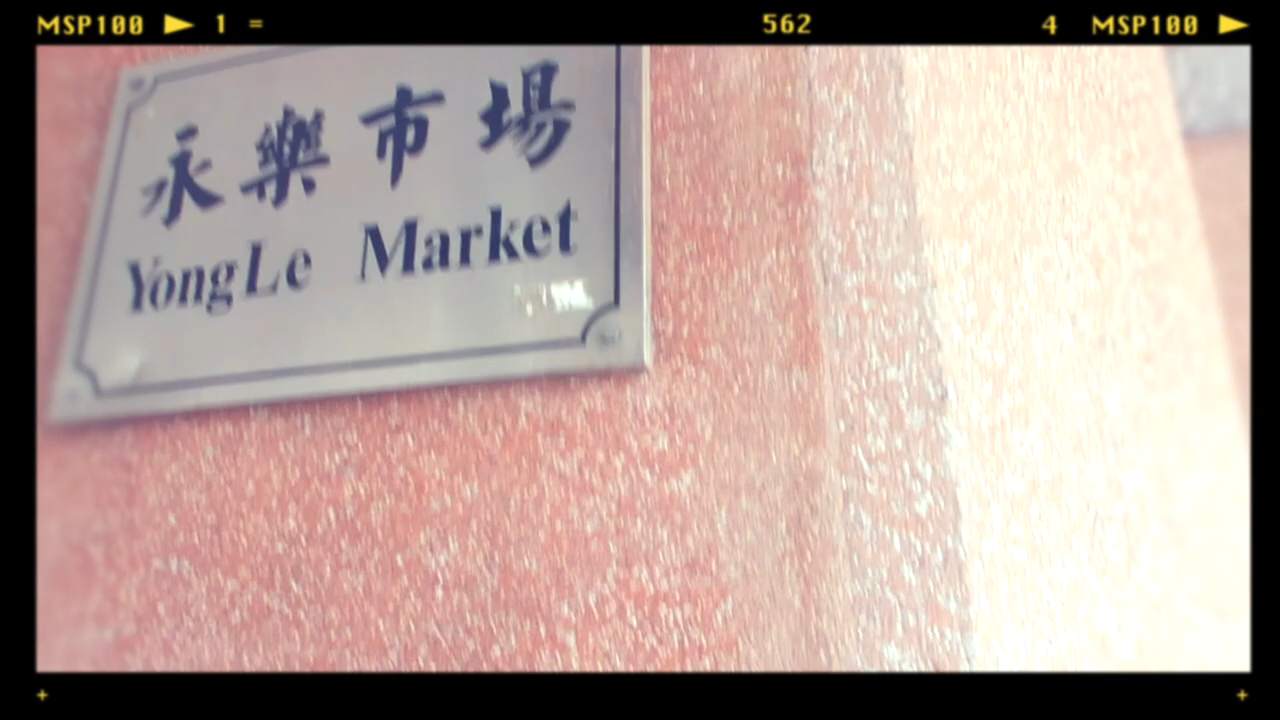 MSP100 ▶ 1 = 562 4 MSP100 ▶
永樂市場
YongLe Market